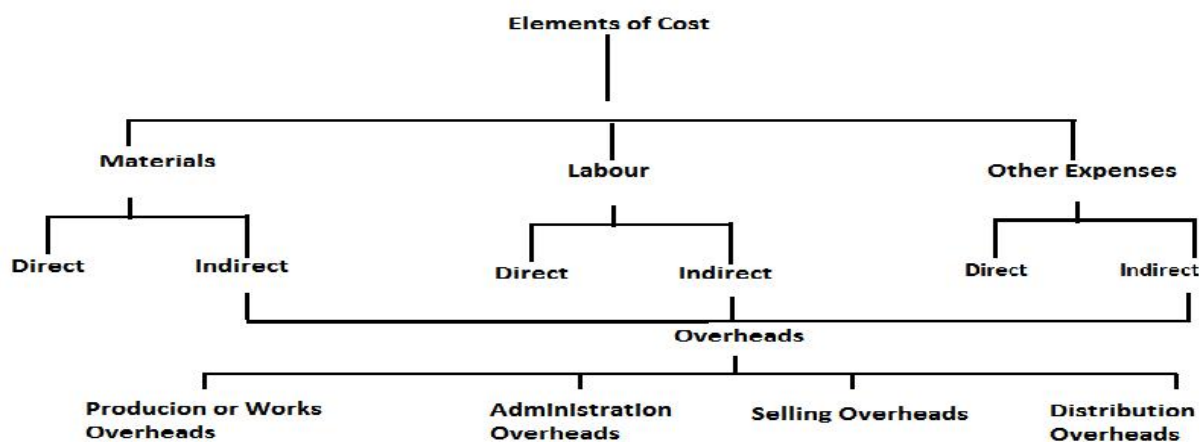 Elements of Cost
Materials
Labour
Other Expenses
Direct
Indirect
Direct
Indirect
Direct
Indirect
Overheads
Producion or Works
Overheads
Administration
Overheads
Selling Overheads
Distribution
Overheads